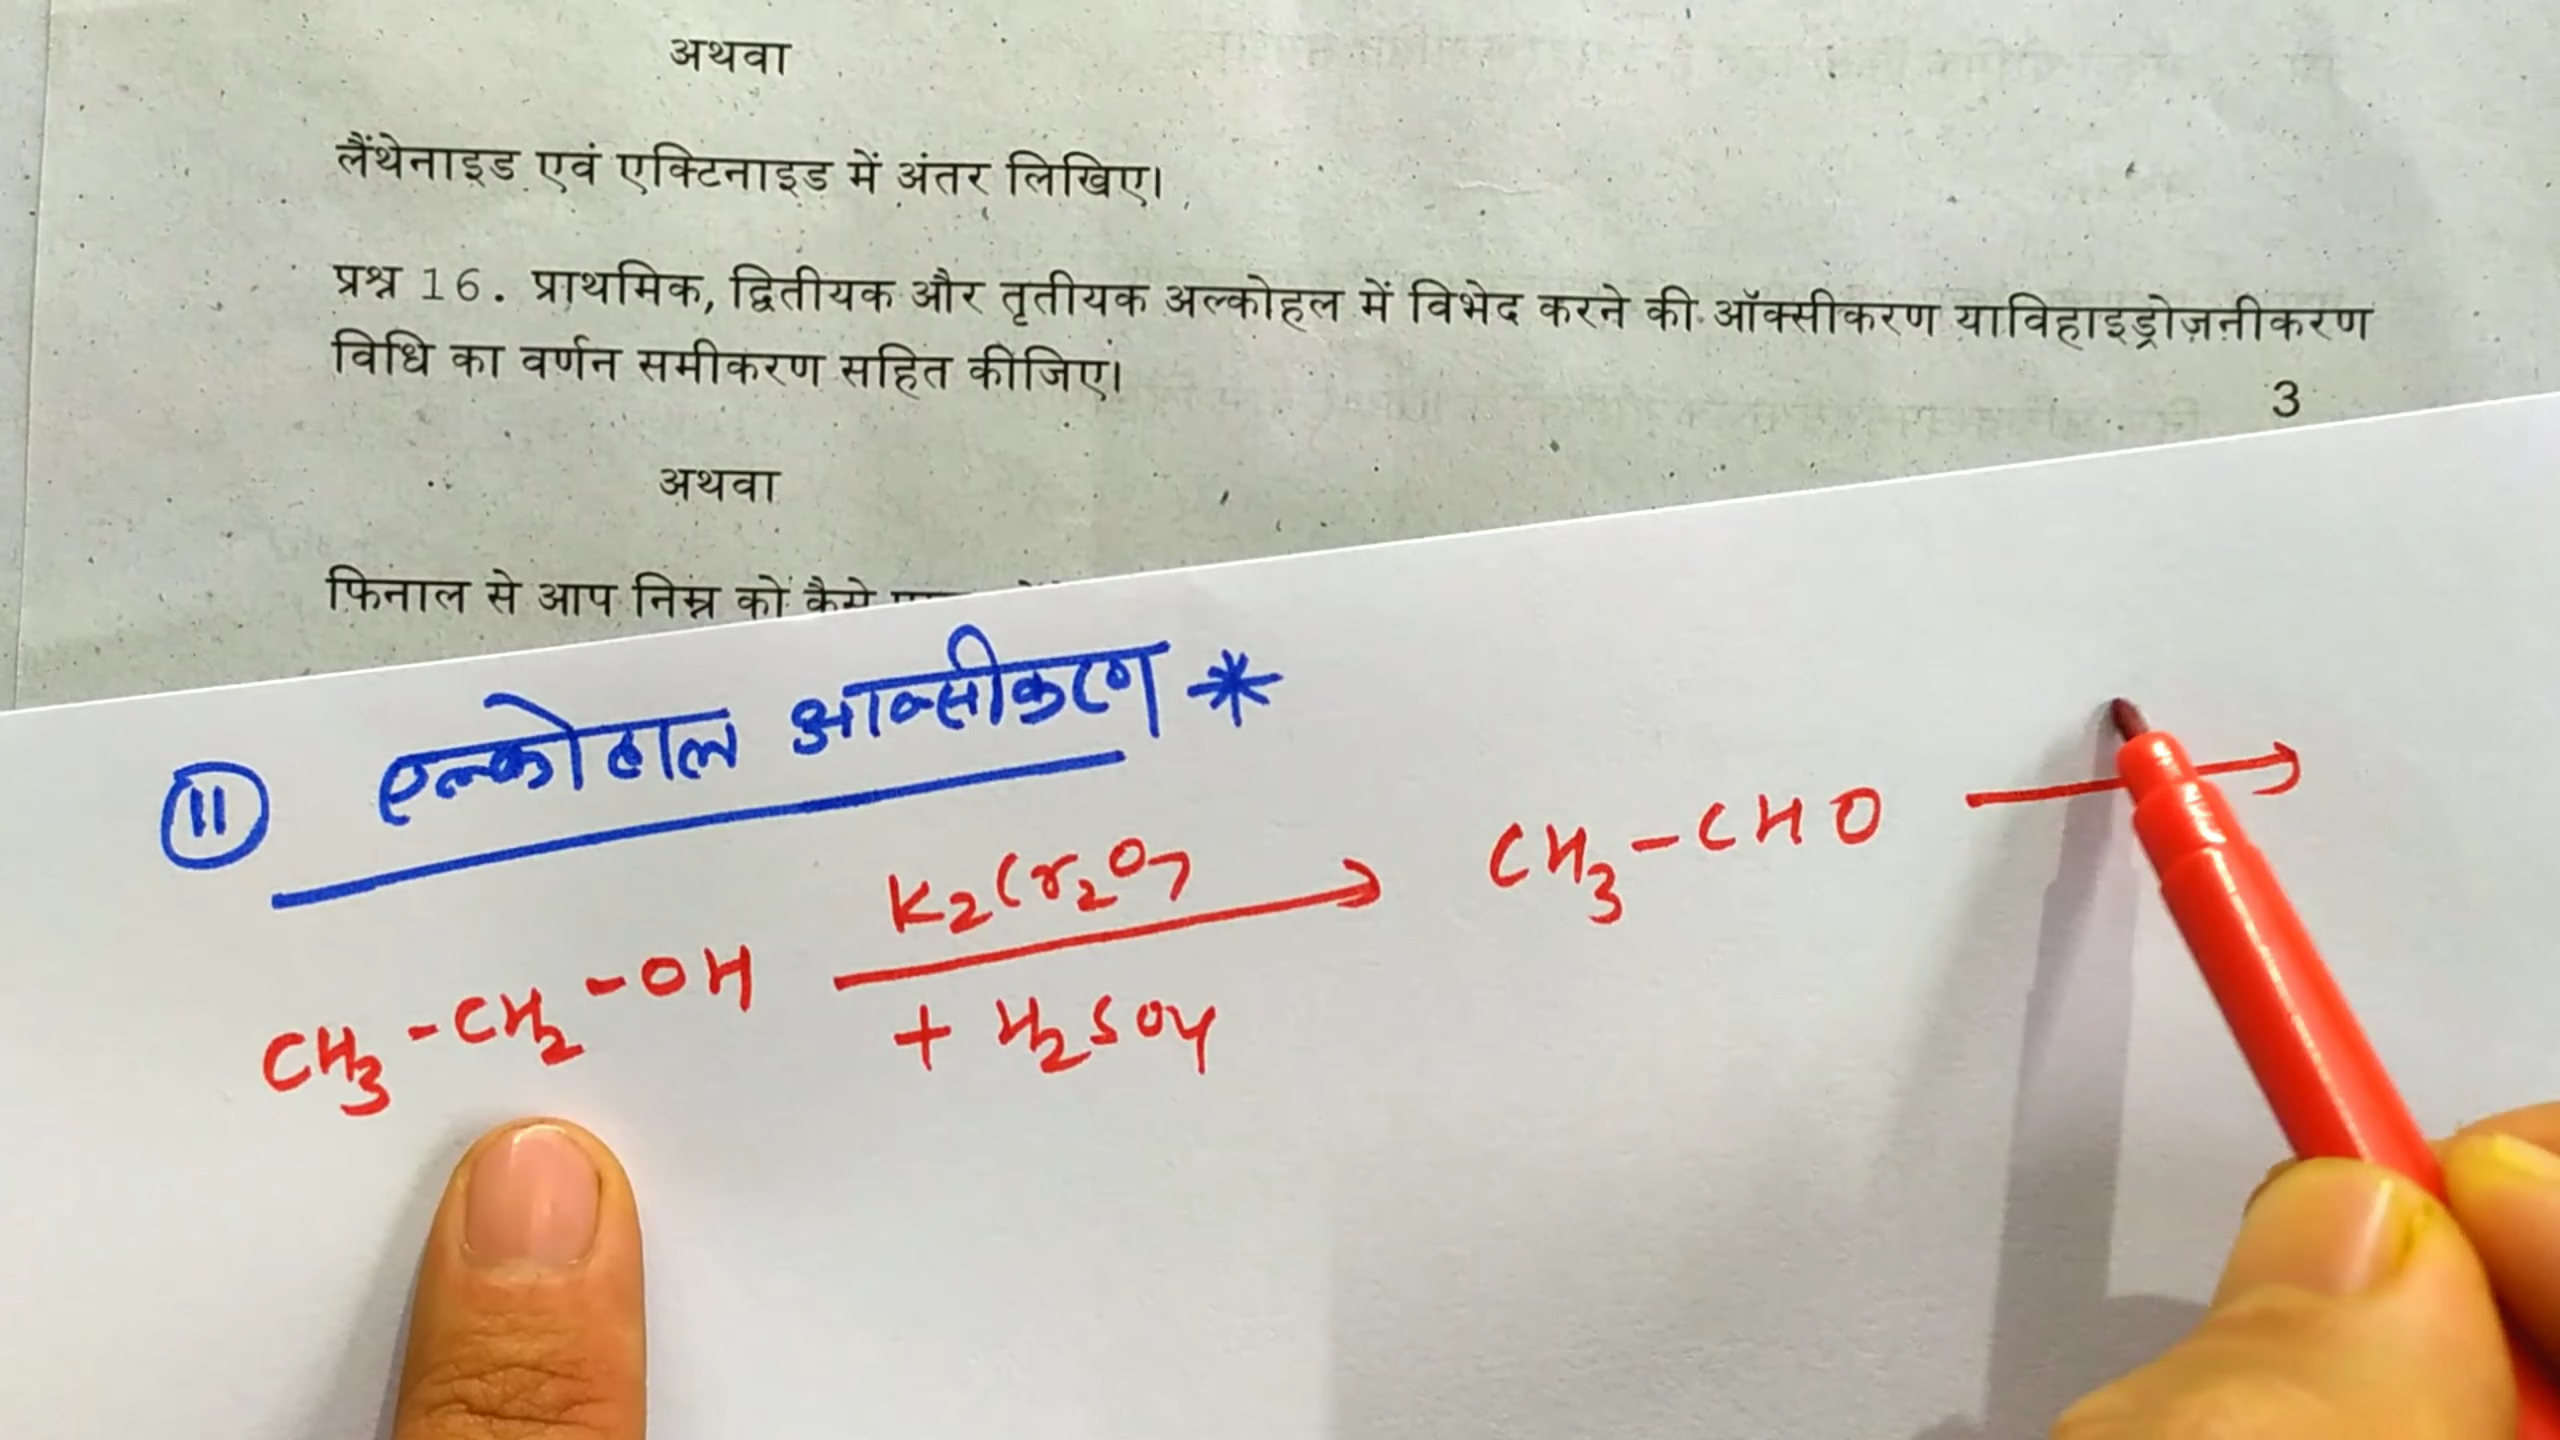 अथवा
लैंथेनाइड एवं एक्टिनाइड में अंतर लिखिए।
प्रश्न 16. प्राथमिक, द्वितीयक और तृतीयक अल्कोहल में विभेद करने की ऑक्सीकरण याविहाइड्रोज़नीकरण
विधि का वर्णन समीकरण सहित कीजिए।
3
अथवा
फिनाल से आप निम्न को कैसे
11 एल्कोहाल आक्सीकरण *
CH3-CH2-OH K2Cr2O7 CH3-CHO
+ H2SO4